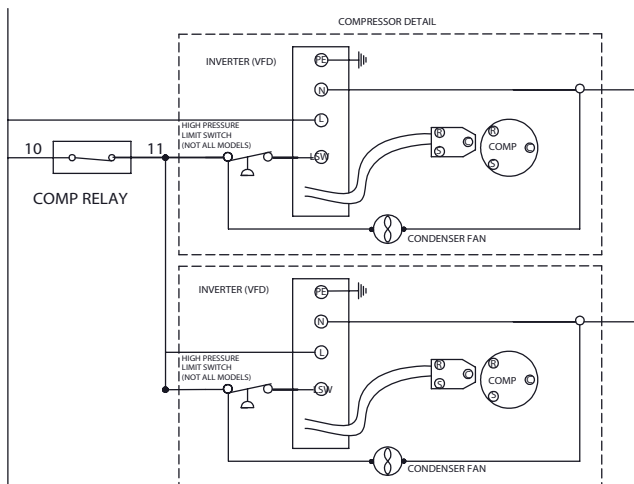 COMPRESSOR DETAIL
INVERTER (VFD)
PE
N
HIGH PRESSURE
LIMIT SWITCH
(NOT ALL MODELS)
L
R
C
S
R
COMP
C
S
10
11
LSW
COMP RELAY
CONDENSER FAN
INVERTER (VFD)
PE
N
HIGH PRESSURE
LIMIT SWITCH
(NOT ALL MODELS)
L
R
C
S
R
COMP
C
S
LSW
CONDENSER FAN